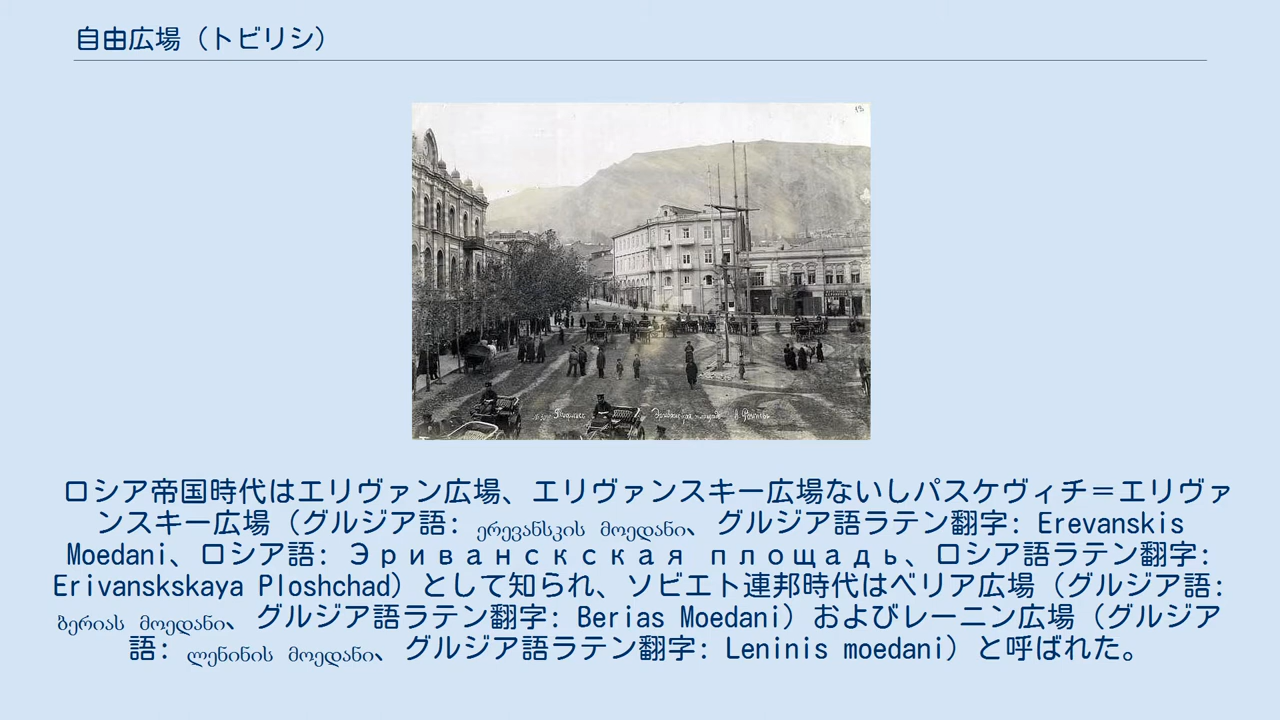 自由広場（トビリシ）
13
ロシア帝国時代はエリヴァン広場、エリヴァンスキー広場ないしパスケヴィチ＝エリヴァ
ンスキー広場（グルジア語: ერევანსკის მოედანი、グルジア語ラテン翻字: Erevanskis
Moedani、ロシア語: Эриванскская площадь、ロシア語ラテン翻字:
Erivanskskaya Ploshchad）として知られ、ソビエト連邦時代はベリア広場（グルジア語:
ბერიას მოედანი、グルジア語ラテン翻字: Berias Moedani）およびレーニン広場（グルジア
語: ლენინის მოედანი、グルジア語ラテン翻字: Leninis moedani）と呼ばれた。